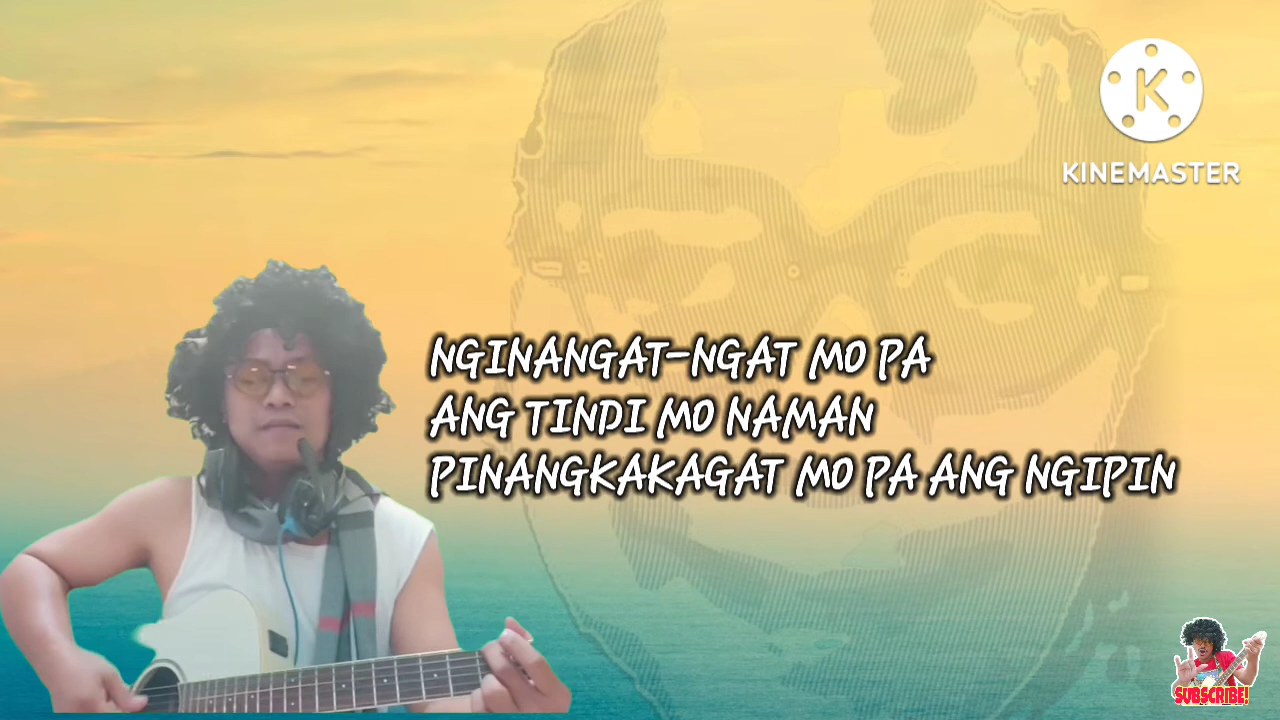 K
KINEMASTER
NGINANGAT-NGAT MO PA
ANG TINDI MO NAMAN
PINANGKAKAGAT MO PA ANG NGIPIN
SUBSCRIBE!